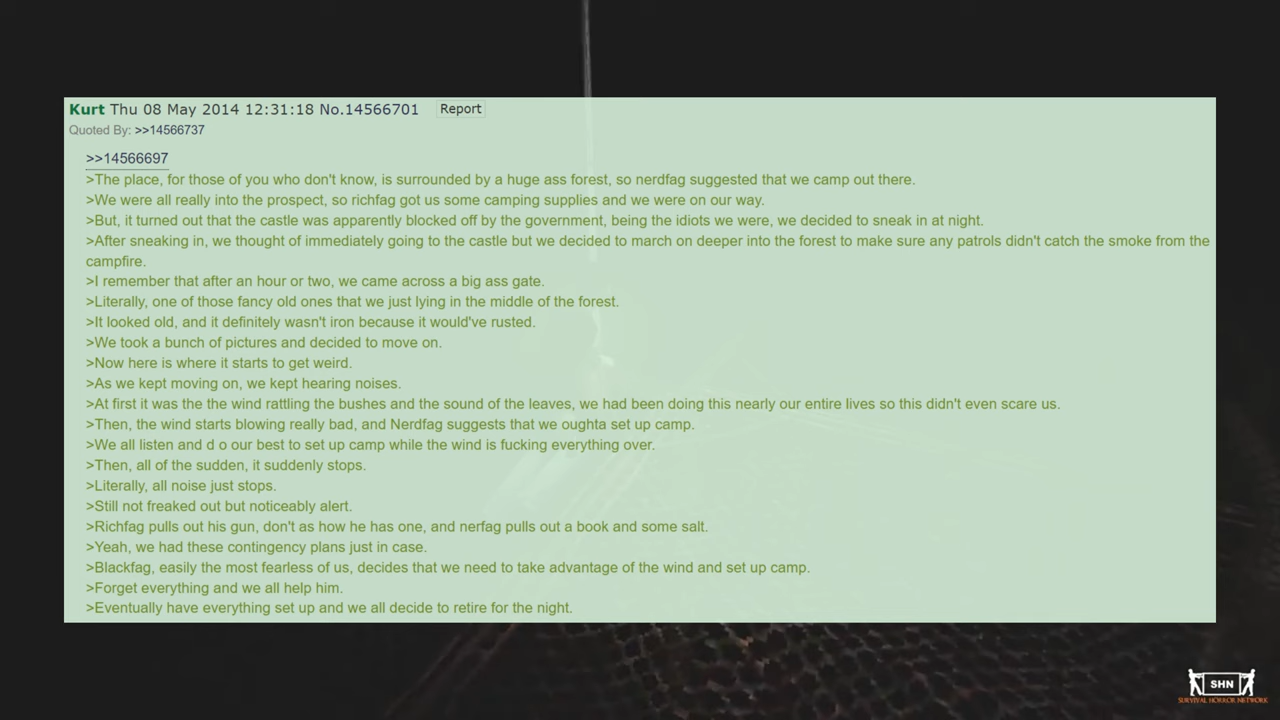 Kurt Thu 08 May 2014 12:31:18 No.14566701 Report
Quoted By: >>14566737
>>14566697
>The place, for those of you who don't know, is surrounded by a huge ass forest, so nerdfag suggested that we camp out there.
>We were all really into the prospect, so richfag got us some camping supplies and we were on our way.
>But, it turned out that the castle was apparently blocked off by the government, being the idiots we were, we decided to sneak in at night.
>After sneaking in, we thought of immediately going to the castle but we decided to march on deeper into the forest to make sure any patrols didn't catch the smoke from the
campfire.
>I remember that after an hour or two, we came across a big ass gate.
>Literally, one of those fancy old ones that we just lying in the middle of the forest.
>It looked old, and it definitely wasn't iron because it would've rusted.
>We took a bunch of pictures and decided to move on.
>Now here is where it starts to get weird.
>As we kept moving on, we kept hearing noises.
>At first it was the the wind rattling the bushes and the sound of the leaves, we had been doing this nearly our entire lives so this didn't even scare us.
>Then, the wind starts blowing really bad, and Nerdfag suggests that we oughta set up camp.
>We all listen and d o our best to set up camp while the wind is fucking everything over.
>Then, all of the sudden, it suddenly stops.
>Literally, all noise just stops.
>Still not freaked out but noticeably alert.
>Richfag pulls out his gun, don't as how he has one, and nerfag pulls out a book and some salt.
>Yeah, we had these contingency plans just in case.
>Blackfag, easily the most fearless of us, decides that we need to take advantage of the wind and set up camp.
>Forget everything and we all help him.
>Eventually have everything set up and we all decide to retire for the night.
SHN
SURVIVAL HORROR NETWORK